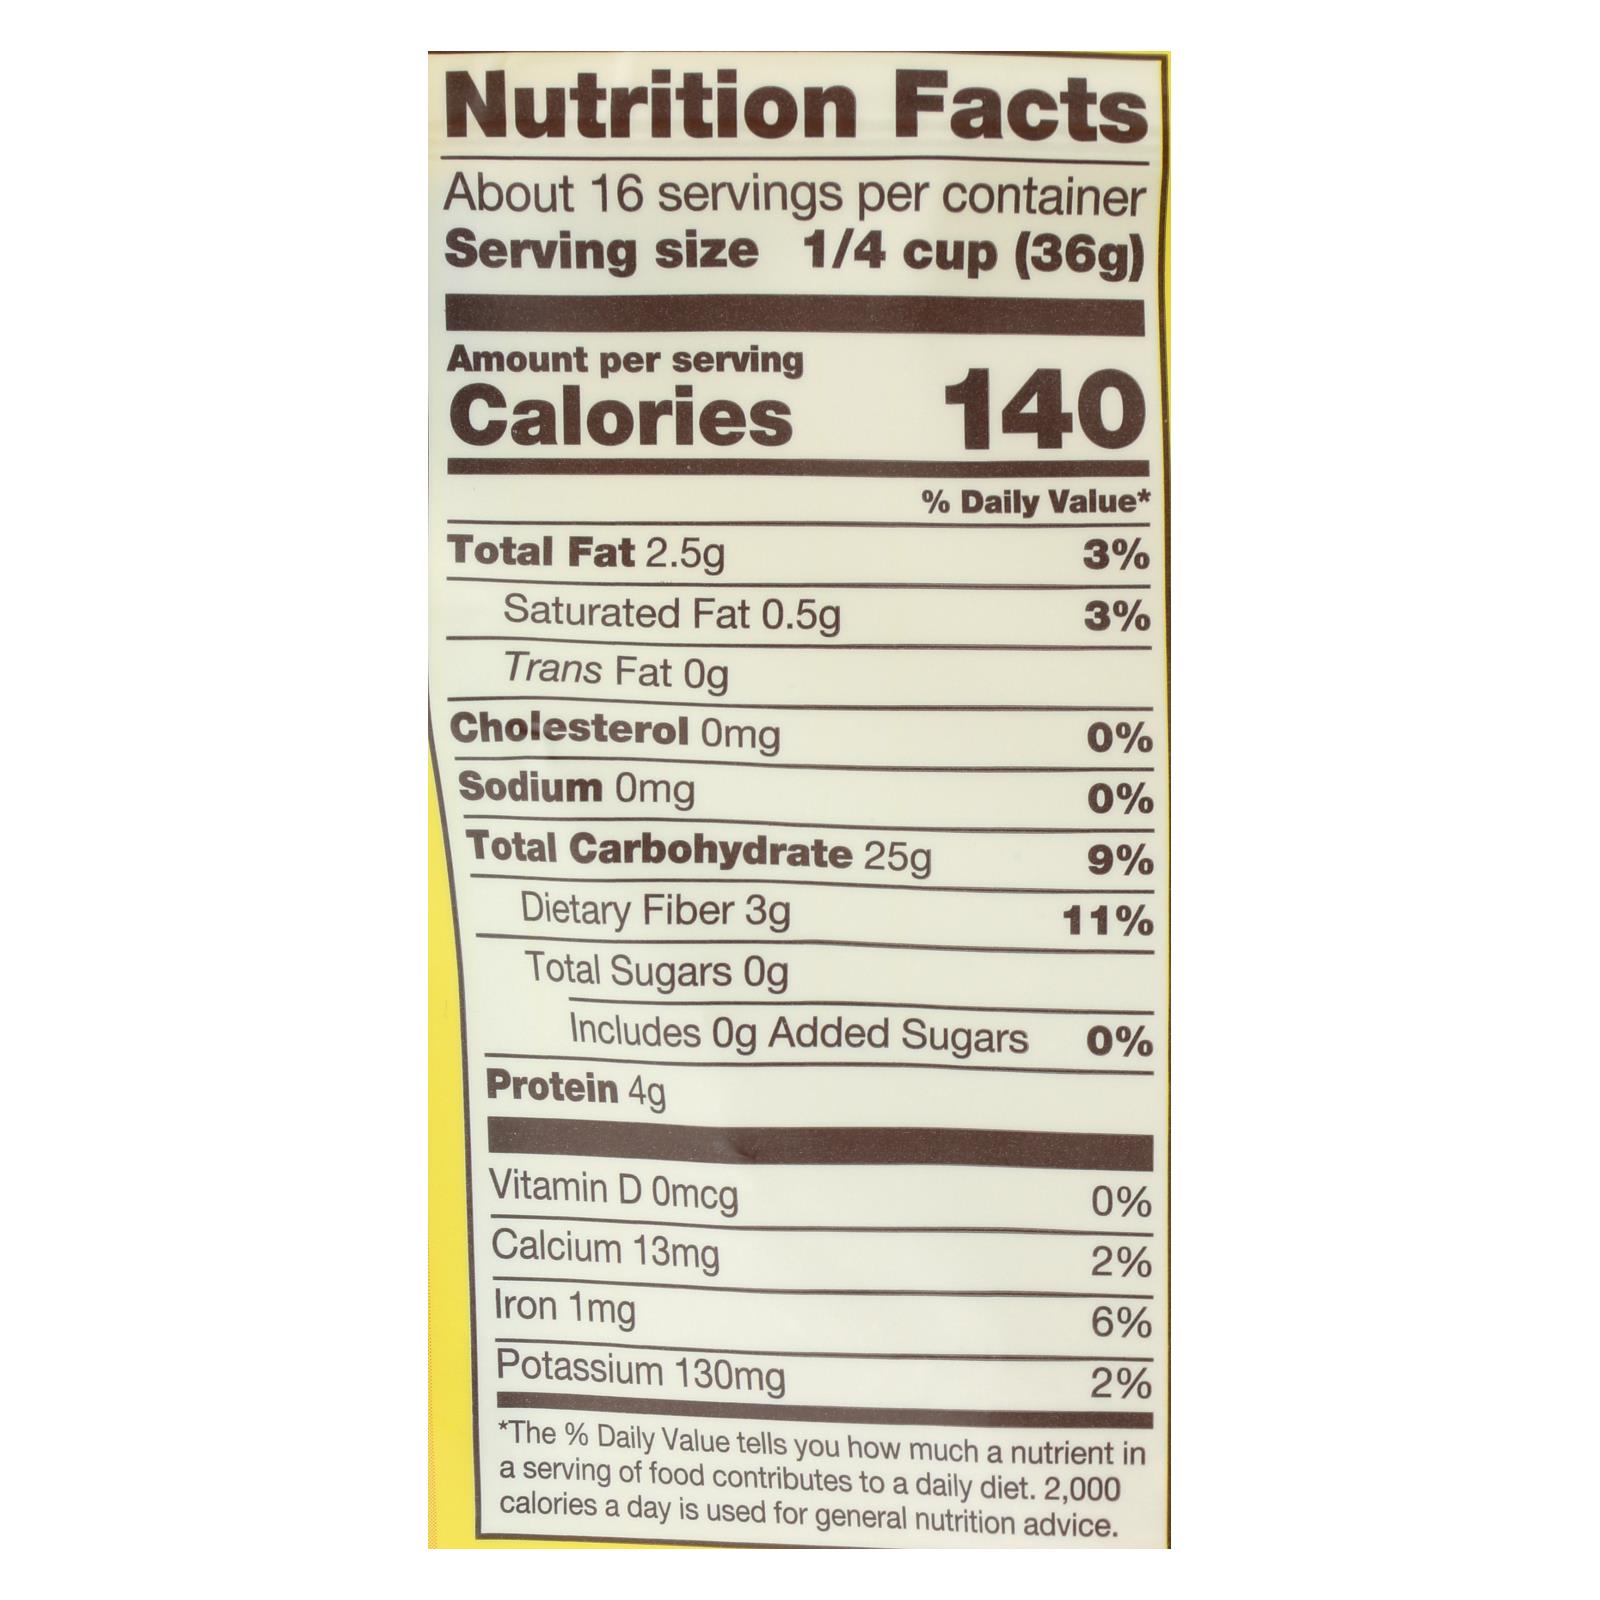 Nutrition Facts
About 16 servings per container
Serving size 1/4 cup (36g)
Amount per serving
Calories 140
% Daily Value*
Total Fat 2.5g 3%
Saturated Fat 0.5g 3%
Trans Fat 0g
Cholesterol 0mg 0%
Sodium 0mg 0%
Total Carbohydrate 25g 9%
Dietary Fiber 3g 11%
Total Sugars 0g
Includes 0g Added Sugars 0%
Protein 4g
Vitamin D 0mcg 0%
Calcium 13mg 2%
Iron 1mg 6%
Potassium 130mg 2%
*The % Daily Value tells you how much a nutrient in
a serving of food contributes to a daily diet. 2,000
calories a day is used for general nutrition advice.